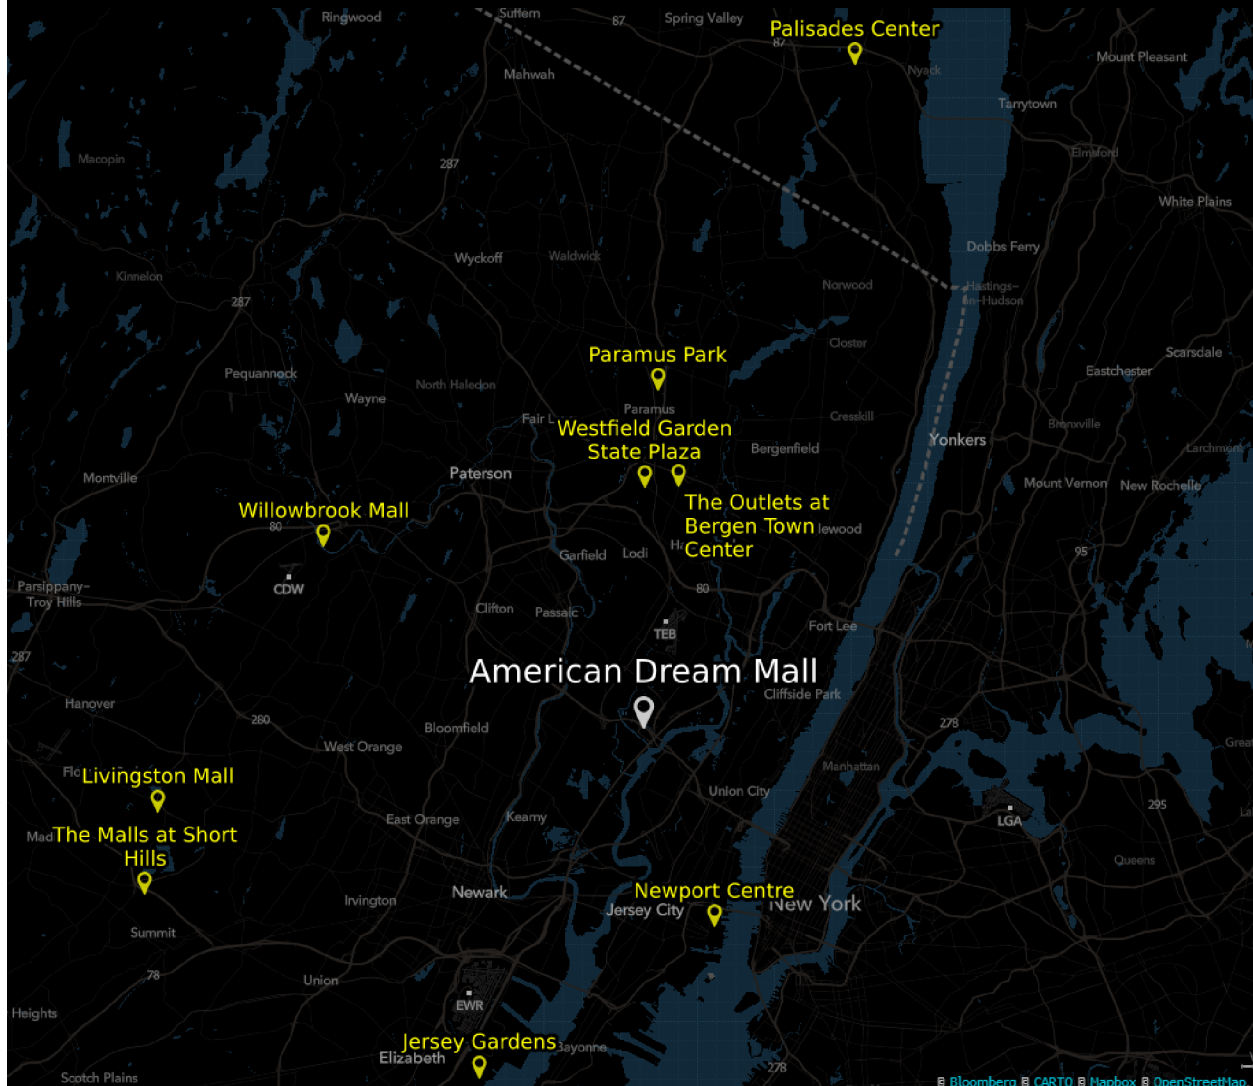 Ringwood
Suffern
87
Spring Valley
Palisades Center
87
Mahwah
Nyack
Mount Pleasant
Tarrytown
Macopin
287
Elmsford
White Plains
Wyckoff
Waldwick
Dobbs Ferry
Kinnelon
287
Norwood
Hastings-
Closter
Scarsdale
Paramus Park
Pequannock
North Haledon
Eastchester
Wayne
Paramus
Fair L
Cresskill
Bronxville
Westfield Garden
State Plaza
Yonkers
Bergenfield
Larchment
Paterson
Montville
Mount Vernon
New Rochelle
Willowbrook Mall
80
The Outlets at
Bergen Town
Center
lewood
Garfield
Lodi
95
CDW
Parsippany-
Troy Hills
80
Clifton
Passaic
TEB
Fort Lee
287
American Dream Mall
Cliffside Park
Hanover
280
Bloomfield
278
West Orange
Livingston Mall
Manhattan
Union City
295
East Orange
Kearny
LGA
Mad
The Malls at Short
Hills
Queens
Newark
Newport Centre
Irvington
Jersey City
New York
Summit
78
Union
EWR
Heights
Jersey Gardens
Elizabeth
Bayonne
278
Scotch Plains
Bloomberg
CARTO
Mapbox
OpenStreetMap